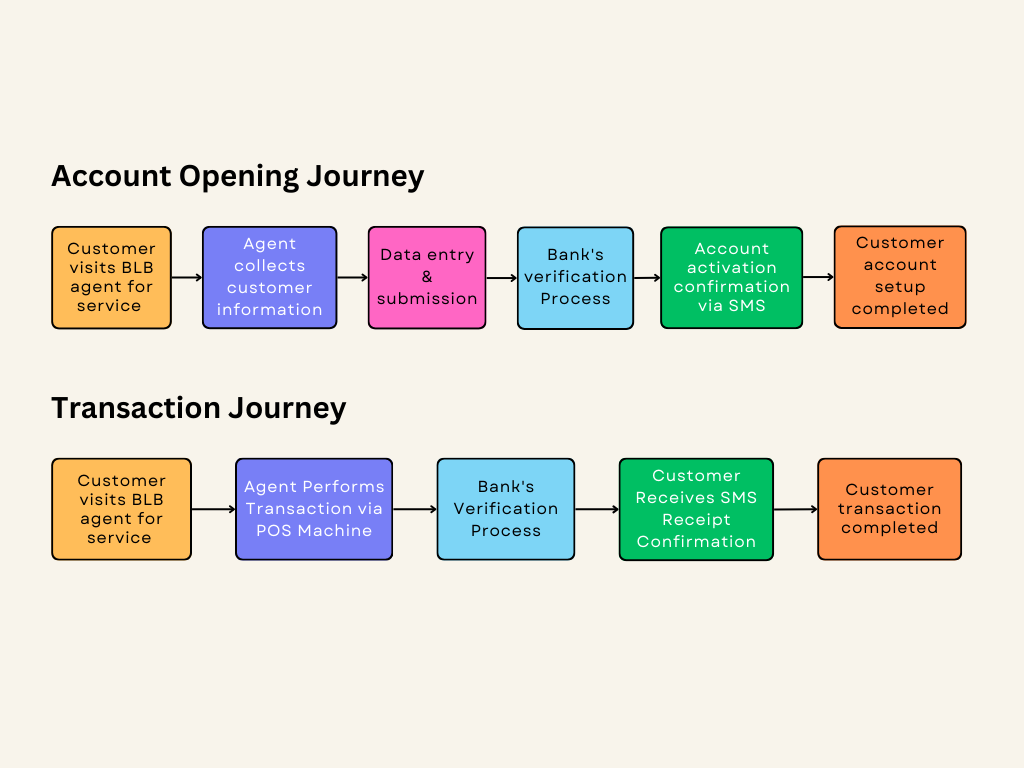 Account Opening Journey
Customer
visits BLB
agent for
service
Agent
collects
customer
information
Data entry
&
submission
Bank's
verification
Process
Account
activation
confirmation
via SMS
Customer
account
setup
completed
Transaction Journey
Customer
visits BLB
agent for
service
Agent Performs
Transaction via
POS Machine
Bank's
Verification
Process
Customer
Receives SMS
Receipt
Confirmation
Customer
transaction
completed